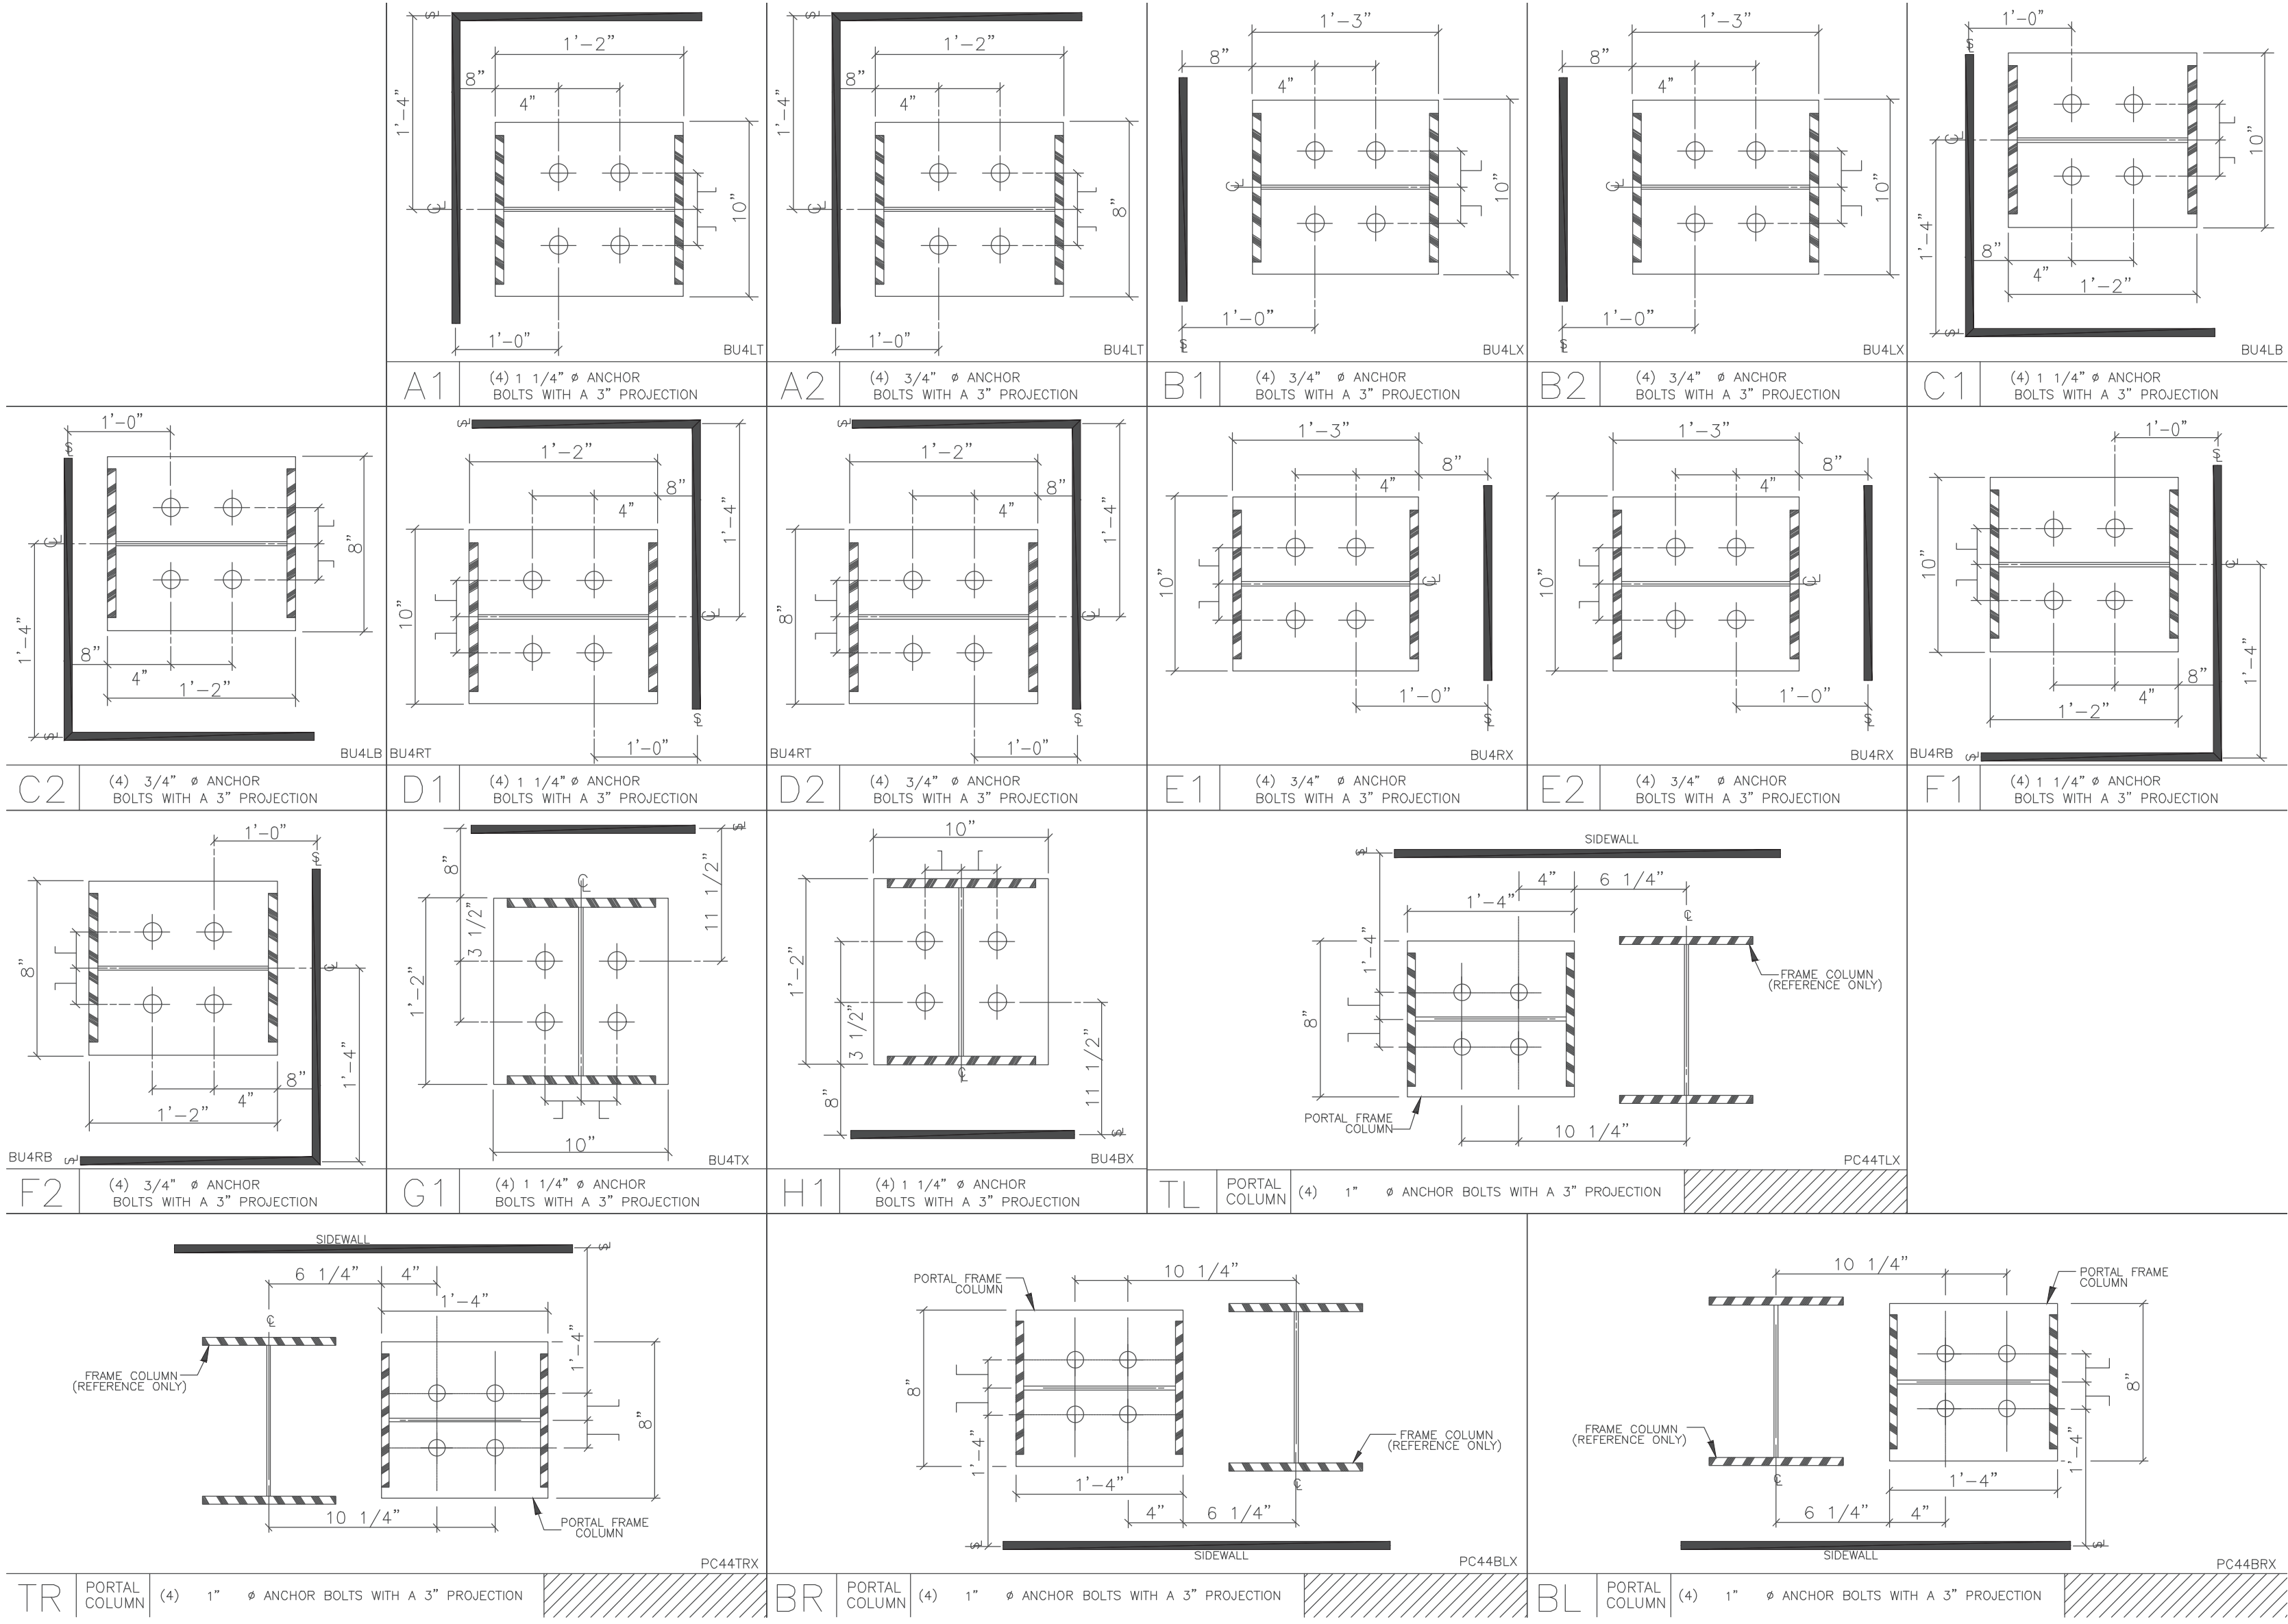 S L
1'-2"
1'-4"
8"
4"
10"
C L
1'-0"
BU4LT
A1
(4) 1 1/4" ø ANCHOR
BOLTS WITH A 3" PROJECTION
S L
1'-2"
1'-4"
8"
4"
8"
C L
1'-0"
BU4LT
A2
(4) 3/4" ø ANCHOR
BOLTS WITH A 3" PROJECTION
1'-3"
8"
4"
10"
C L
1'-0"
S L
BU4LX
B1
(4) 3/4" ø ANCHOR
BOLTS WITH A 3" PROJECTION
1'-3"
8"
4"
10"
C L
1'-0"
S L
BU4LX
B2
(4) 3/4" ø ANCHOR
BOLTS WITH A 3" PROJECTION
1'-0"
S L
C L
10"
1'-4"
8"
4"
1'-2"
S L
BU4LB
C1
(4) 1 1/4" ø ANCHOR
BOLTS WITH A 3" PROJECTION
1'-0"
S L
C L
8"
1'-4"
8"
4"
1'-2"
S L
BU4LB
C2
(4) 3/4" ø ANCHOR
BOLTS WITH A 3" PROJECTION
S L
1'-2"
8"
4"
1'-4"
10"
C L
S L
1'-0"
BU4RT
D1
(4) 1 1/4" ø ANCHOR
BOLTS WITH A 3" PROJECTION
S L
1'-2"
8"
4"
1'-4"
8"
C L
S L
1'-0"
BU4RT
D2
(4) 3/4" ø ANCHOR
BOLTS WITH A 3" PROJECTION
1'-3"
8"
4"
10"
C L
1'-0"
S L
BU4RX
E1
(4) 3/4" ø ANCHOR
BOLTS WITH A 3" PROJECTION
1'-3"
8"
4"
10"
C L
1'-0"
S L
BU4RX
E2
(4) 3/4" ø ANCHOR
BOLTS WITH A 3" PROJECTION
1'-0"
S L
10"
C L
1'-4"
8"
4"
1'-2"
BU4RB
S L
F1
(4) 1 1/4" ø ANCHOR
BOLTS WITH A 3" PROJECTION
1'-0"
S L
8"
C L
1'-4"
8"
4"
1'-2"
BU4RB
S L
F2
(4) 3/4" ø ANCHOR
BOLTS WITH A 3" PROJECTION
S L
8"
11 1/2"
C L
3 1/2"
1'-2"
10"
BU4TX
G1
(4) 1 1/4" ø ANCHOR
BOLTS WITH A 3" PROJECTION
10"
1'-2"
3 1/2"
C L
11 1/2"
8"
S L
BU4BX
H1
(4) 1 1/4" ø ANCHOR
BOLTS WITH A 3" PROJECTION
SIDEWALL
S L
4"
6 1/4"
1'-4"
C L
1'-4"
FRAME COLUMN
(REFERENCE ONLY)
8"
PORTAL FRAME
COLUMN
10 1/4"
PC44TLX
TL
PORTAL
COLUMN
(4) 1" ø ANCHOR BOLTS WITH A 3" PROJECTION
SIDEWALL
S L
6 1/4"
4"
1'-4"
C L
1'-4"
FRAME COLUMN
(REFERENCE ONLY)
8"
10 1/4"
PORTAL FRAME
COLUMN
PC44TRX
TR
PORTAL
COLUMN
(4) 1" ø ANCHOR BOLTS WITH A 3" PROJECTION
10 1/4"
PORTAL FRAME
COLUMN
8"
FRAME COLUMN
(REFERENCE ONLY)
1'-4"
1'-4"
C L
4"
6 1/4"
S L
SIDEWALL
PC44BLX
BR
PORTAL
COLUMN
(4) 1" ø ANCHOR BOLTS WITH A 3" PROJECTION
10 1/4"
PORTAL FRAME
COLUMN
8"
FRAME COLUMN
(REFERENCE ONLY)
1'-4"
C L
1'-4"
6 1/4"
4"
S L
SIDEWALL
PC44BRX
BL
PORTAL
COLUMN
(4) 1" ø ANCHOR BOLTS WITH A 3" PROJECTION